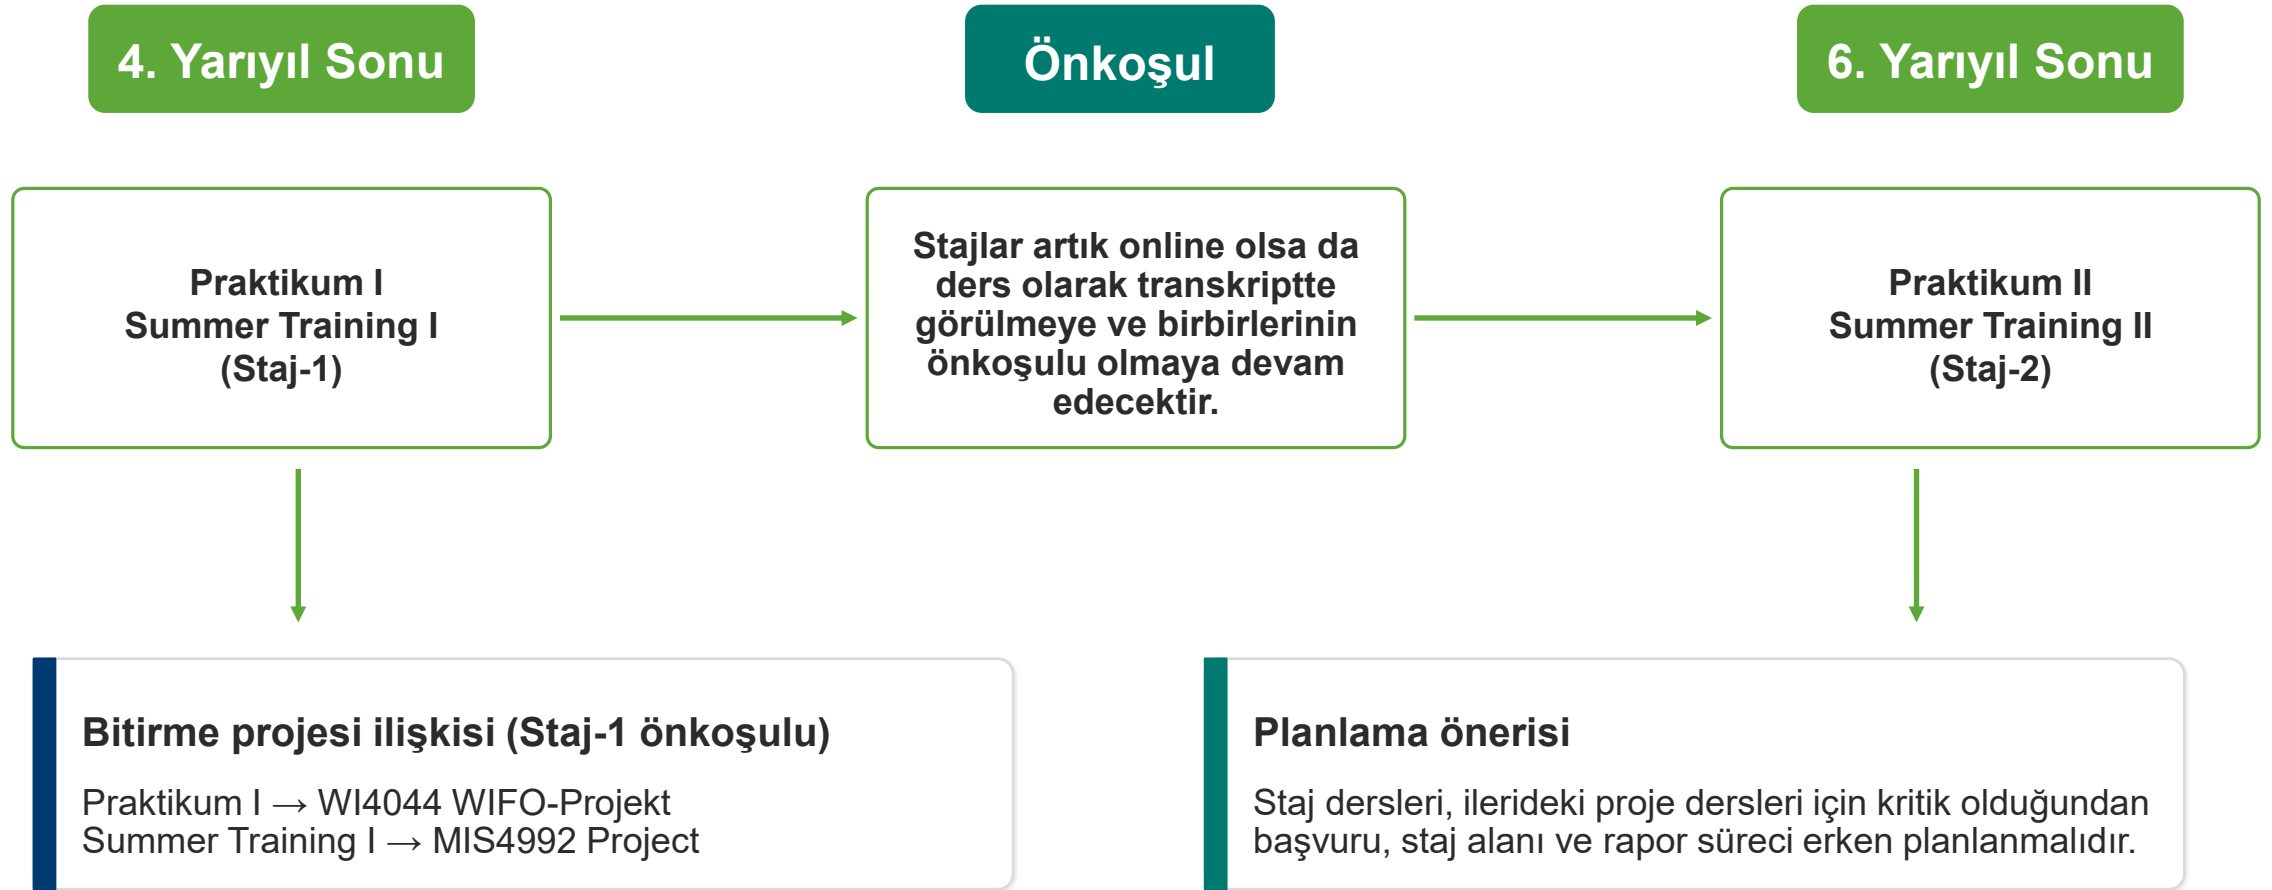 4. Yarıyıl Sonu
Önkoşul
6. Yarıyıl Sonu
Praktikum I
Summer Training I
(Staj-1)
Stajlar artık online olsa da
ders olarak transkriptte
görülmeye ve birbirlerinin
önkoşulu olmaya devam
edecektir.
Praktikum II
Summer Training II
(Staj-2)
Bitirme projesi ilişkisi (Staj-1 önkoşulu)
Praktikum I → WI4044 WIFO-Projekt
Summer Training I → MIS4992 Project
Planlama önerisi
Staj dersleri, ilerideki proje dersleri için kritik olduğundan
başvuru, staj alanı ve rapor süreci erken planlanmalıdır.